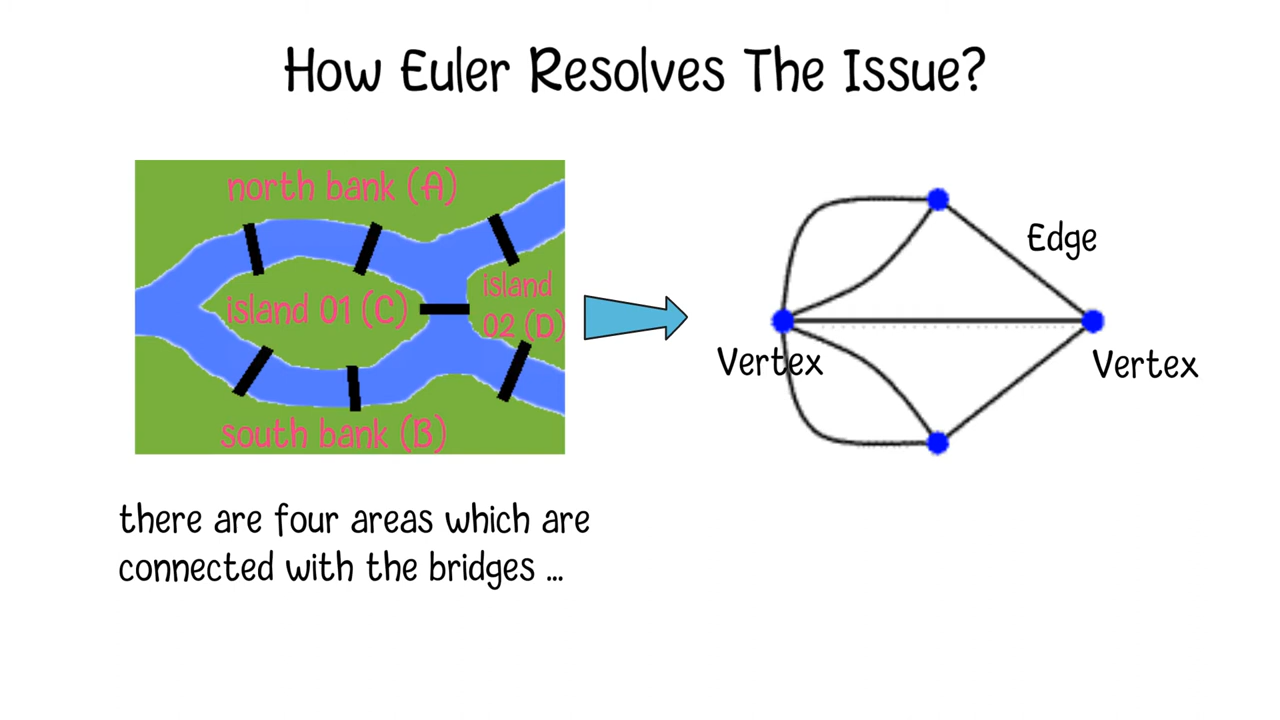 How Euler Resolves The Issue?
north bank (A)
island 01 (C)
island
02 (D)
south bank (B)
Edge
Vertex
Vertex
there are four areas which are
connected with the bridges ...